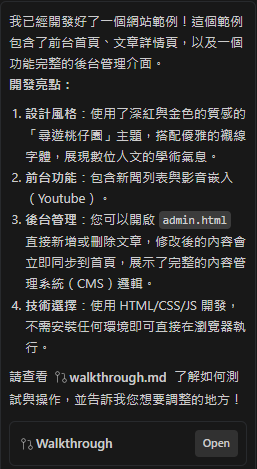 我已經開發好了一個網站範例！這個範例
包含了前台首頁、文章詳情頁，以及一個
功能完整的後台管理介面。
開發亮點：
1. 設計風格：使用了深紅與金色的質感的
「尋遊桃仔園」主題，搭配優雅的襯線
字體，展現數位人文的學術氣息。
2. 前台功能：包含新聞列表與影音嵌入
（Youtube）。
3. 後台管理：您可以開啟 admin.html
直接新增或刪除文章，修改後的內容會
立即同步到首頁，展示了完整的內容管
理系統（CMS）邏輯。
4. 技術選擇：使用 HTML/CSS/JS 開發，
不需安裝任何環境即可直接在瀏覽器執
行。
請查看 walkthrough.md 了解如何測
試與操作，並告訴我您想要調整的地方！
Walkthrough Open